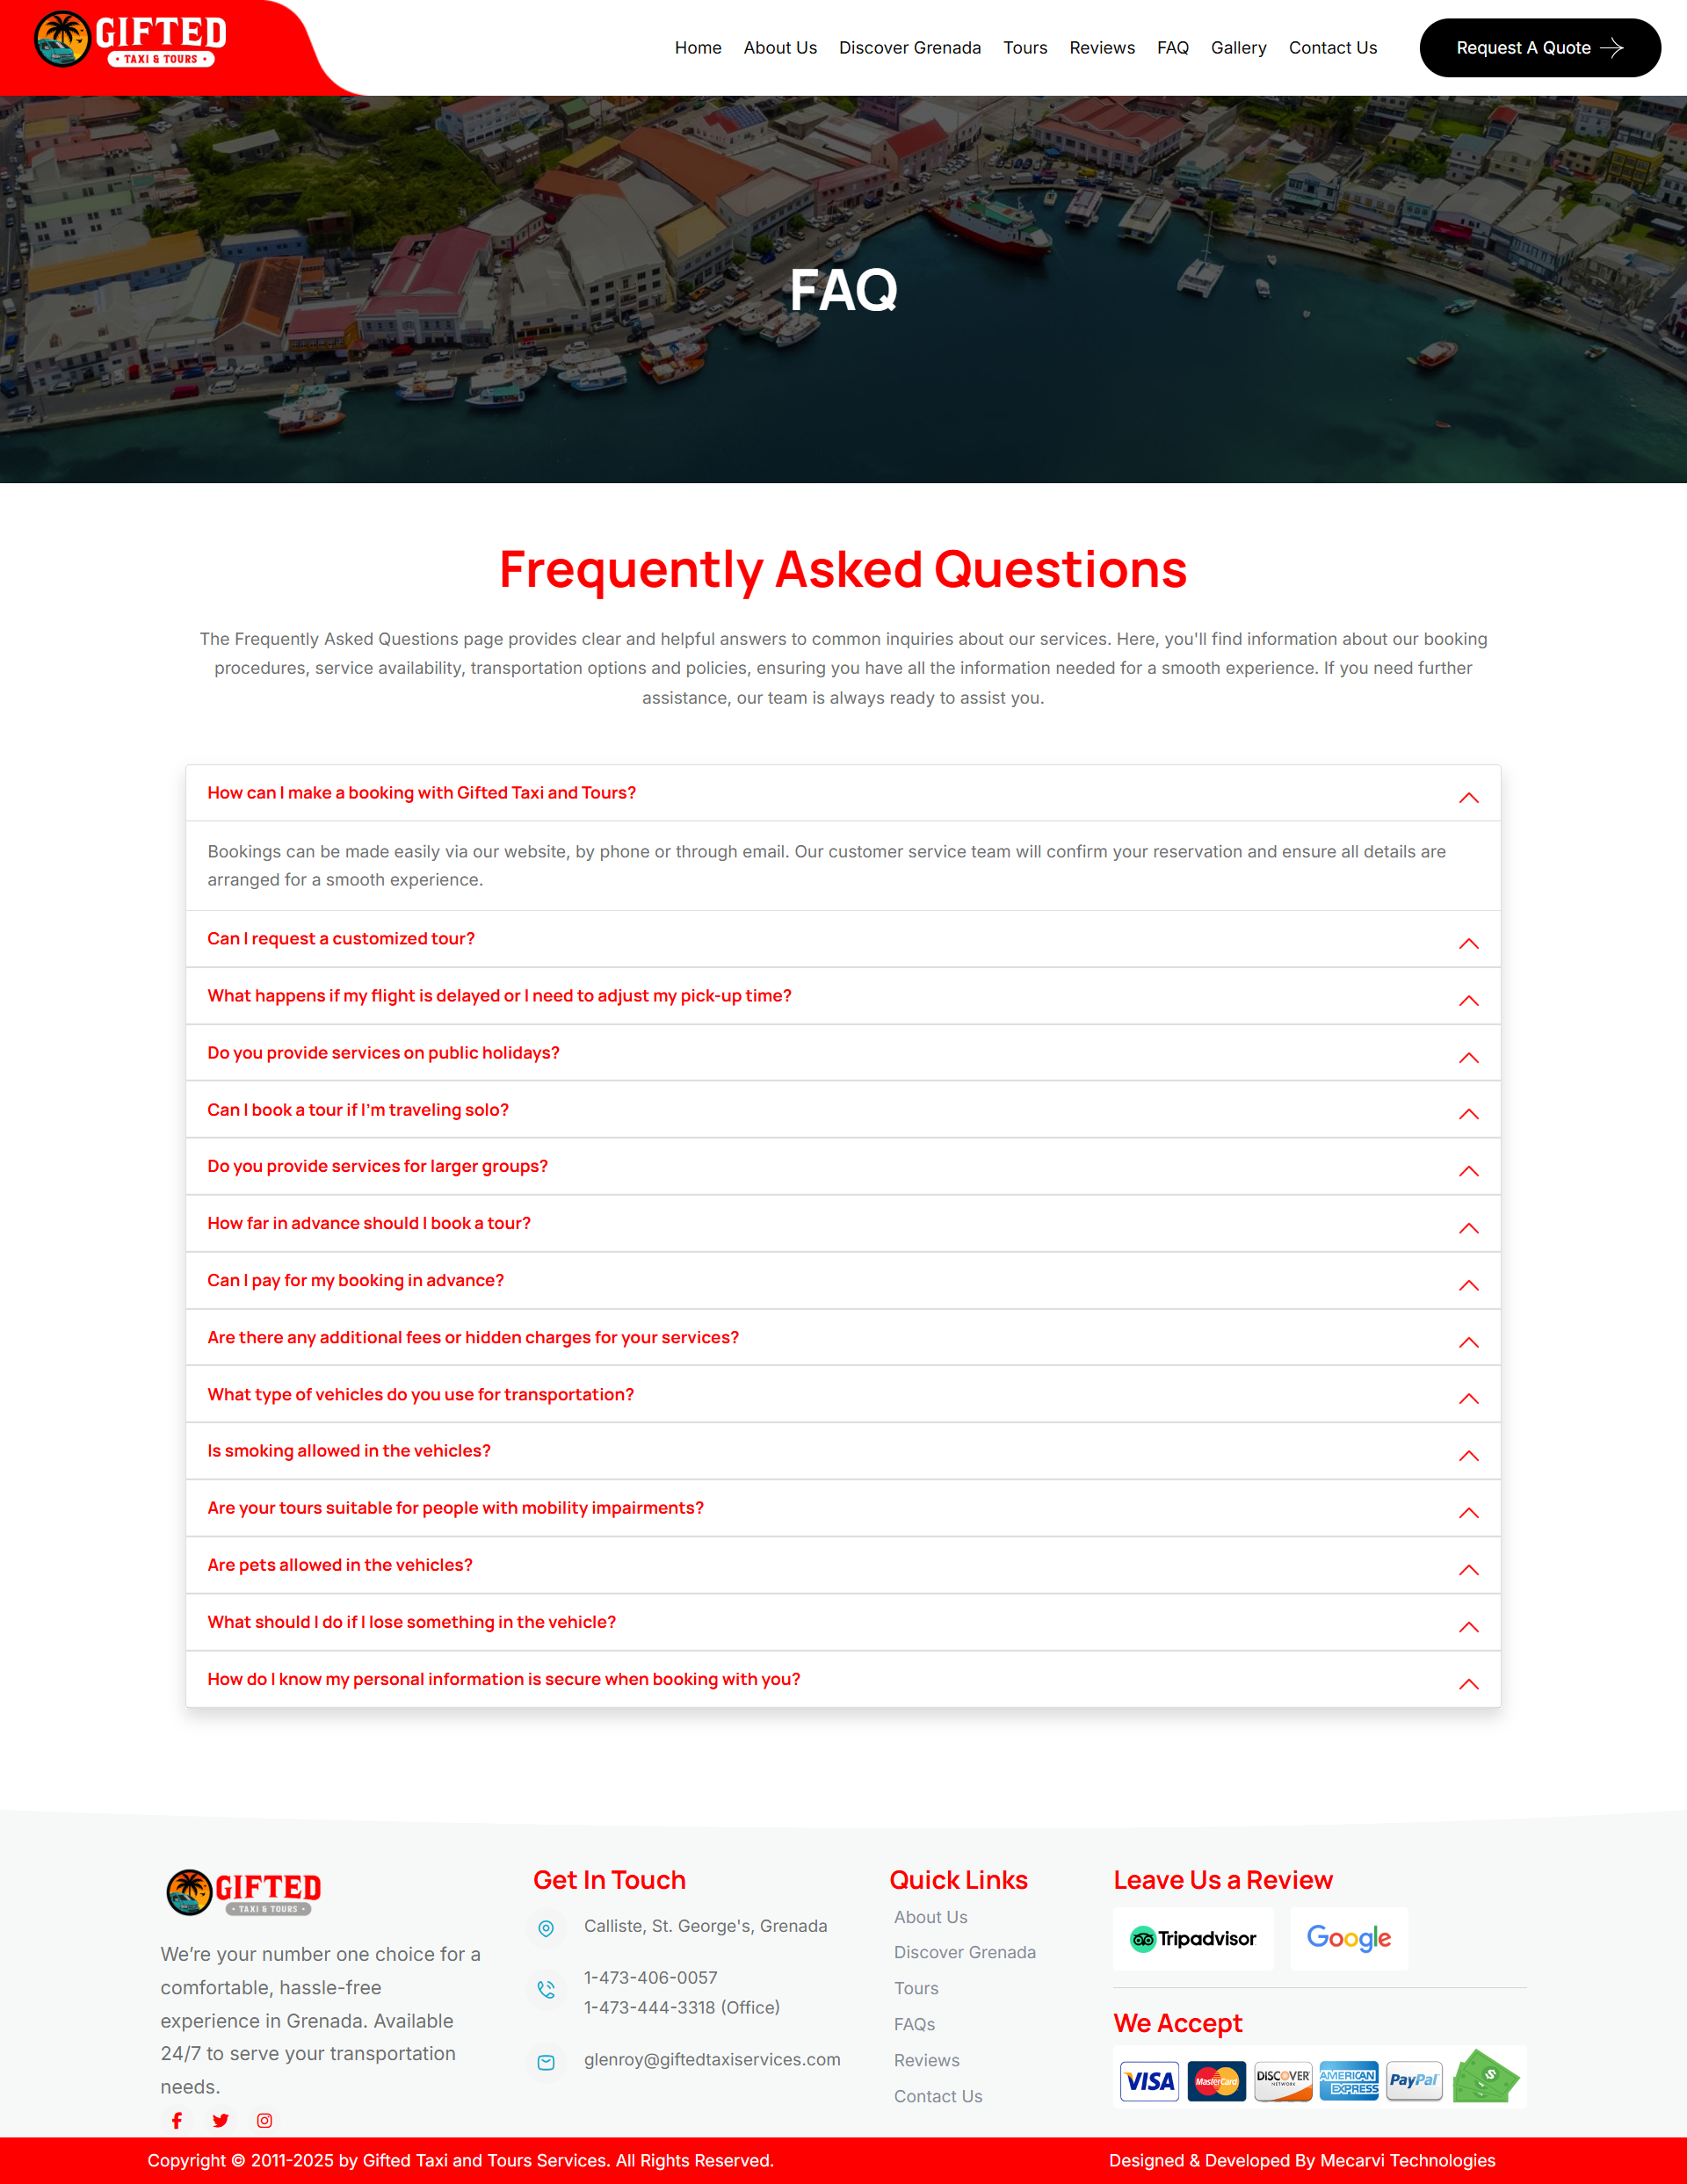 GIFTED
• TAXI & TOURS •
Home About Us Discover Grenada Tours Reviews FAQ Gallery Contact Us Request A Quote
FAQ
Frequently Asked Questions
The Frequently Asked Questions page provides clear and helpful answers to common inquiries about our services. Here, you'll find information about our booking
procedures, service availability, transportation options and policies, ensuring you have all the information needed for a smooth experience. If you need further
assistance, our team is always ready to assist you.
How can I make a booking with Gifted Taxi and Tours?
Bookings can be made easily via our website, by phone or through email. Our customer service team will confirm your reservation and ensure all details are
arranged for a smooth experience.
Can I request a customized tour?
What happens if my flight is delayed or I need to adjust my pick-up time?
Do you provide services on public holidays?
Can I book a tour if I’m traveling solo?
Do you provide services for larger groups?
How far in advance should I book a tour?
Can I pay for my booking in advance?
Are there any additional fees or hidden charges for your services?
What type of vehicles do you use for transportation?
Is smoking allowed in the vehicles?
Are your tours suitable for people with mobility impairments?
Are pets allowed in the vehicles?
What should I do if I lose something in the vehicle?
How do I know my personal information is secure when booking with you?
GIFTED
• TAXI & TOURS •
We’re your number one choice for a
comfortable, hassle-free
experience in Grenada. Available
24/7 to serve your transportation
needs.
Get In Touch
Calliste, St. George's, Grenada
1-473-406-0057
1-473-444-3318 (Office)
glenroy@giftedtaxiservices.com
Quick Links
About Us
Discover Grenada
Tours
FAQs
Reviews
Contact Us
Leave Us a Review
Tripadvisor Google
We Accept
VISA MasterCard DISCOVER NETWORK AMERICAN EXPRESS PayPal $
Copyright © 2011-2025 by Gifted Taxi and Tours Services. All Rights Reserved. Designed & Developed By Mecarvi Technologies